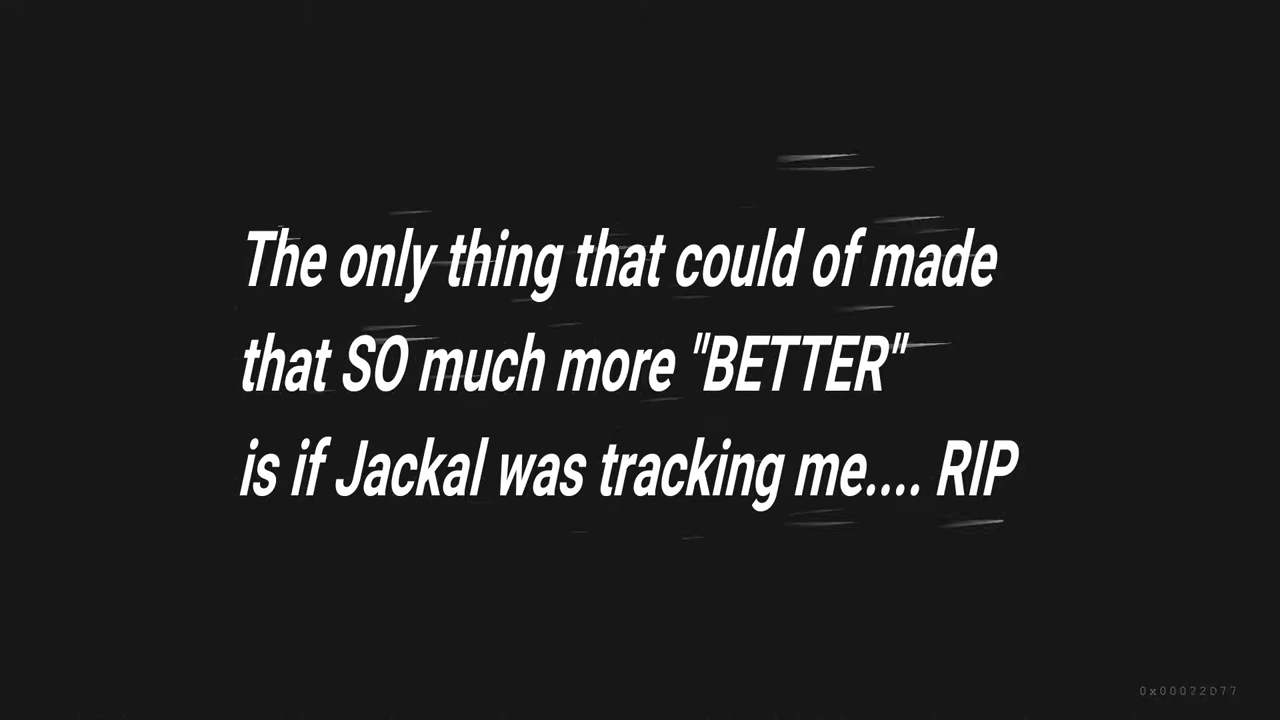 The only thing that could of made
that SO much more "BETTER"
is if Jackal was tracking me.... RIP
0x00072D77